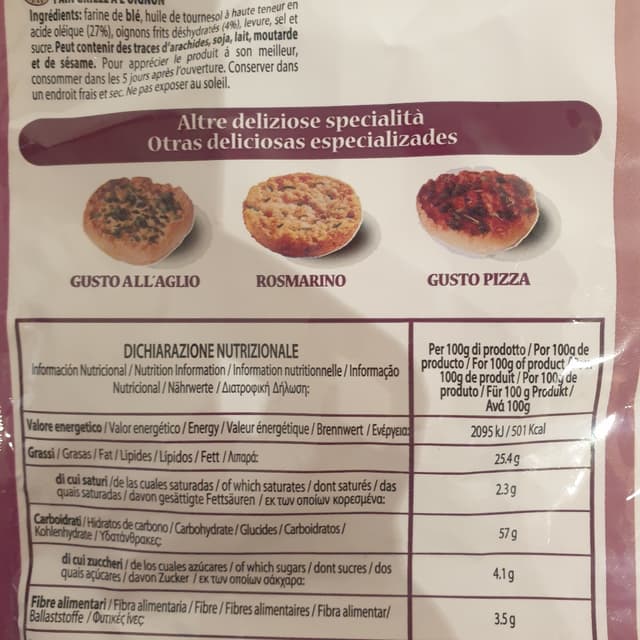 PAIN GRILLÉ À L'OIGNON
Ingrédients: farine de blé, huile de tournesol à haute teneur en
acide oléique (27%), oignons frits déshydratés (4%), levure, sel et
sucre. Peut contenir des traces d'arachides, soja, lait, moutarde
et de sésame. Pour apprécier le produit à son meilleur,
consommer dans les 5 jours après l'ouverture. Conserver dans
un endroit frais et sec. Ne pas exposer au soleil.
Altre deliziose specialità
Otras deliciosas especializades
GUSTO ALL'AGLIO ROSMARINO GUSTO PIZZA
DICHIARAZIONE NUTRIZIONALE
Información Nutricional / Nutrition Information / Information nutritionnelle / Informação
Nutricional / Nährwerte / Διατροφική Δήλωση:
Per 100g di prodotto / Por 100g de
producto / For 100g of product /
100g de produit / Por 100g de
produto / Für 100 g Produkt /
Ανά 100g
Valore energetico / Valor energético / Energy / Valeur énergétique / Brennwert / Ενέργεια:
2095 kJ / 501 Kcal
Grassi / Grasas / Fat / Lipides / Lipidos / Fett / Λιπαρά:
25.4 g
di cui saturi /de las cuales saturadas / of which saturates / dont saturés / das
quais saturadas / davon gesättigte Fettsäuren / εκ των οποίων κορεσμένα:
2.3 g
Carboidrati / Hidratos de carbono / Carbohydrate / Glucides / Carboidratos /
Kohlenhydrate / Υδατάνθρακες:
57 g
di cui zuccheri / de los cuales azúcares / of which sugars / dont sucres / dos
quais açúcares / davon Zucker / εκ των οποίων σάκχαρα:
4.1 g
Fibre alimentari / Fibra alimentaria / Fibre / Fibres alimentaires / Fibra alimentar/
Ballaststoffe / Φυτικές ίνες:
3.5 g